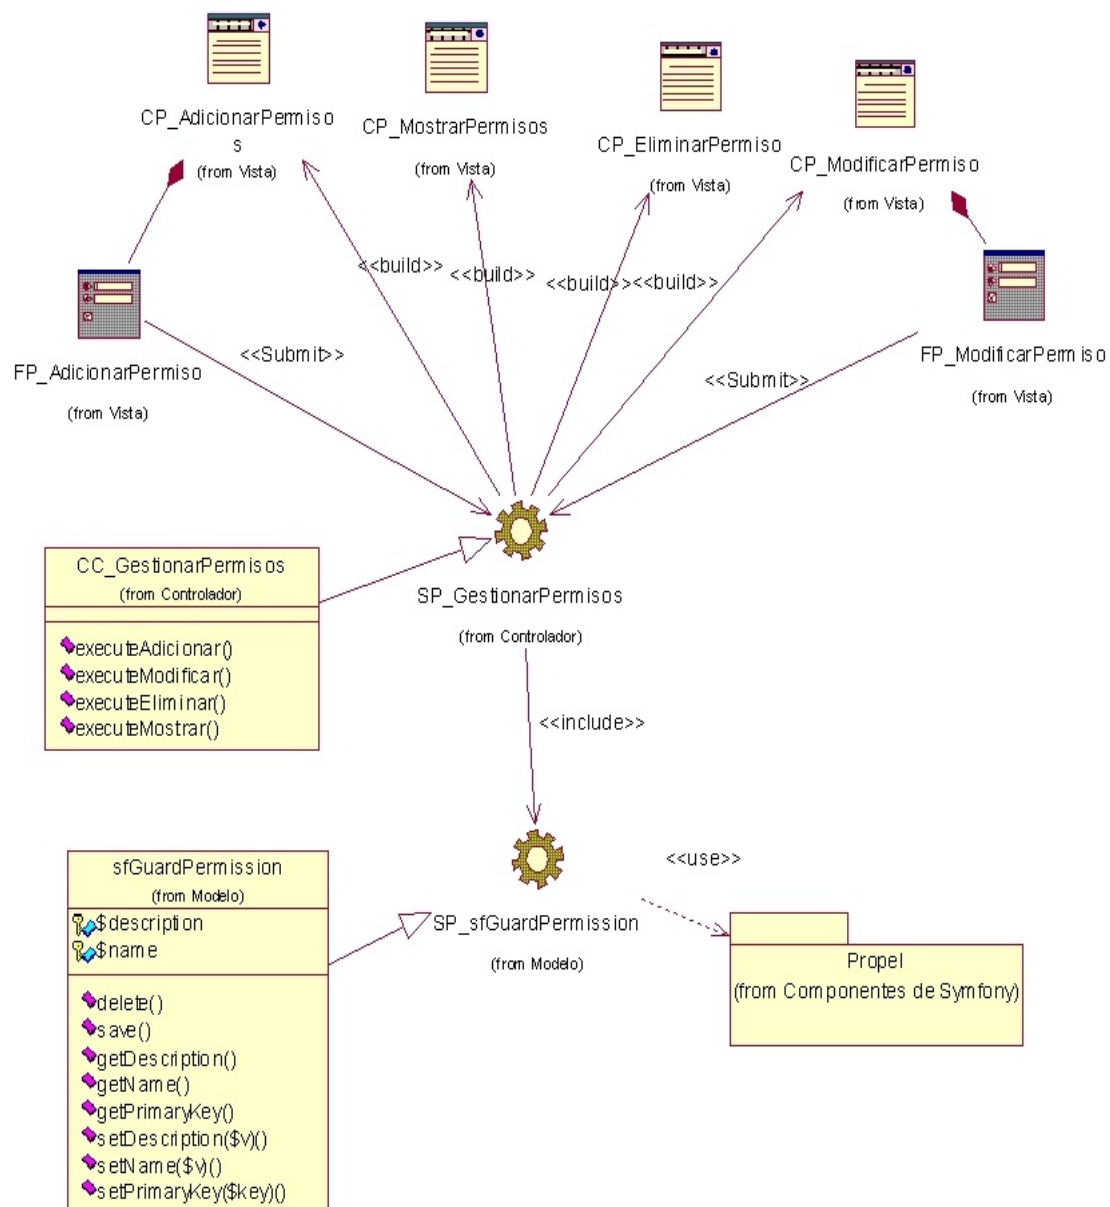 CP_AdicionarPermiso
s
(from Vista)
CP_MostrarPermisos
(from Vista)
CP_EliminarPermiso
(from Vista)
CP_ModificarPermiso
(from Vista)
<<build>>
<<build>>
<<build>>
<<build>>
FP_AdicionarPermiso
(from Vista)
<<Submit>>
<<Submit>>
FP_ModificarPermiso
(from Vista)
CC_GestionarPermisos
(from Controlador)
executeAdicionar()
executeModificar()
executeEliminar()
executeMostrar()
SP_GestionarPermisos
(from Controlador)
<<include>>
sfGuardPermission
(from Modelo)
$description
$name
delete()
save()
getDescription()
getName()
getPrimaryKey()
setDescription($v)()
setName($v)()
setPrimaryKey($key)()
SP_sfGuardPermission
(from Modelo)
<<use>>
Propel
(from Componentes de Symfony)